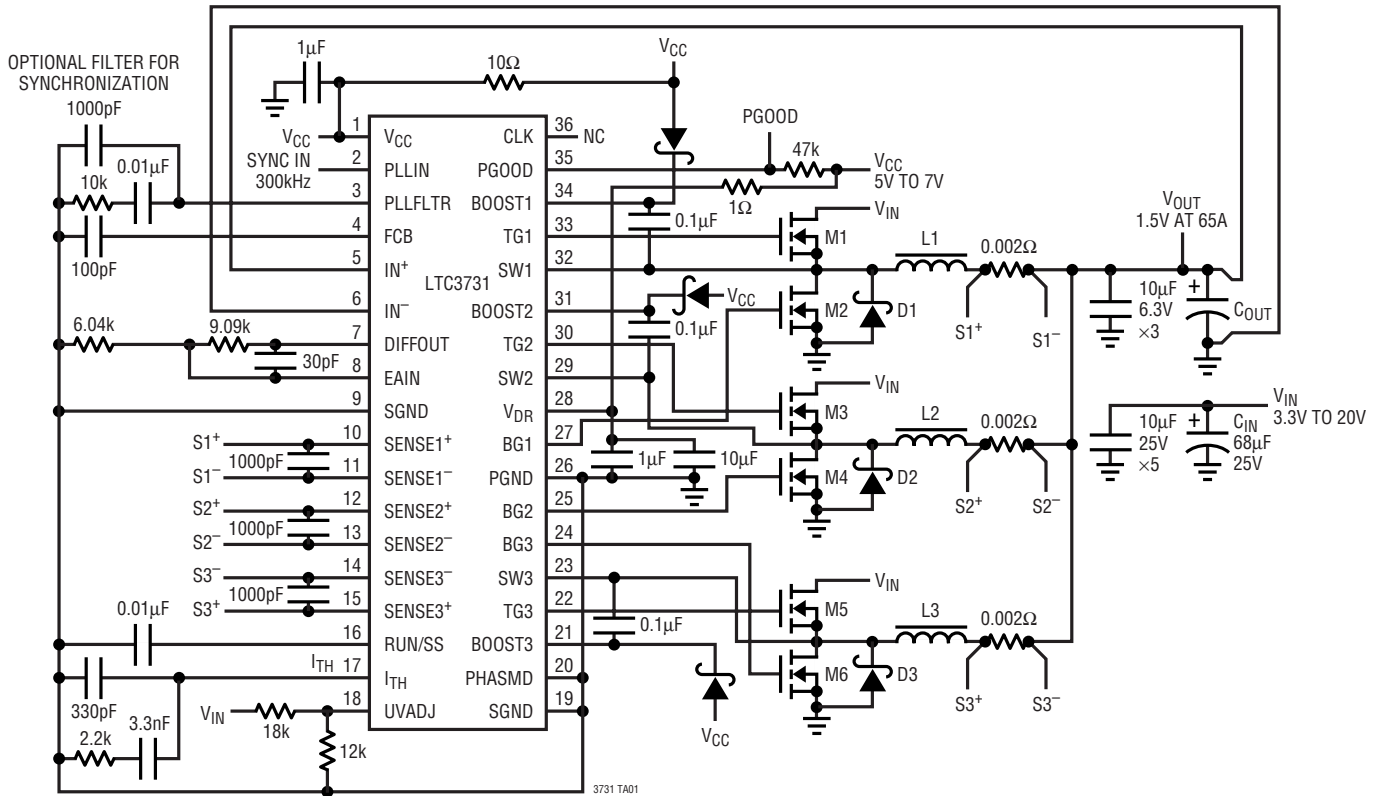 OPTIONAL FILTER FOR
SYNCHRONIZATION
1000pF
0.01µF
10k
100pF
1µF
10Ω
VCC
VCC
SYNC IN
300kHz
PGOOD
47k
VCC
5V TO 7V
1Ω
6.04k
9.09k
30pF
S1+
S1–
1000pF
S2+
S2–
1000pF
S3–
S3+
1000pF
0.01µF
ITH
330pF
2.2k
3.3nF
VIN
18k
12k
LTC3731
1 VCC
2 PLLIN
3 PLLFLTR
4 FCB
5 IN+
6 IN–
7 DIFFOUT
8 EAIN
9 SGND
10 SENSE1+
11 SENSE1–
12 SENSE2+
13 SENSE2–
14 SENSE3–
15 SENSE3+
16 RUN/SS
17 ITH
18 UVADJ
CLK 36 NC
PGOOD 35
BOOST1 34
TG1 33
SW1 32
BOOST2 31
TG2 30
SW2 29
VDR 28
BG1 27
PGND 26
BG2 25
BG3 24
SW3 23
TG3 22
BOOST3 21
PHASMD 20
SGND 19
0.1µF
VCC
0.1µF
1µF
10µF
0.1µF
VCC
VIN
M1
M2
D1
L1
0.002Ω
S1+
S1–
VIN
M3
M4
D2
L2
0.002Ω
S2+
S2–
VIN
M5
M6
D3
L3
0.002Ω
S3+
S3–
VOUT
1.5V AT 65A
10µF
6.3V
×3
+
COUT
VIN
3.3V TO 20V
10µF
25V
×5
+
CIN
68µF
25V
3731 TA01